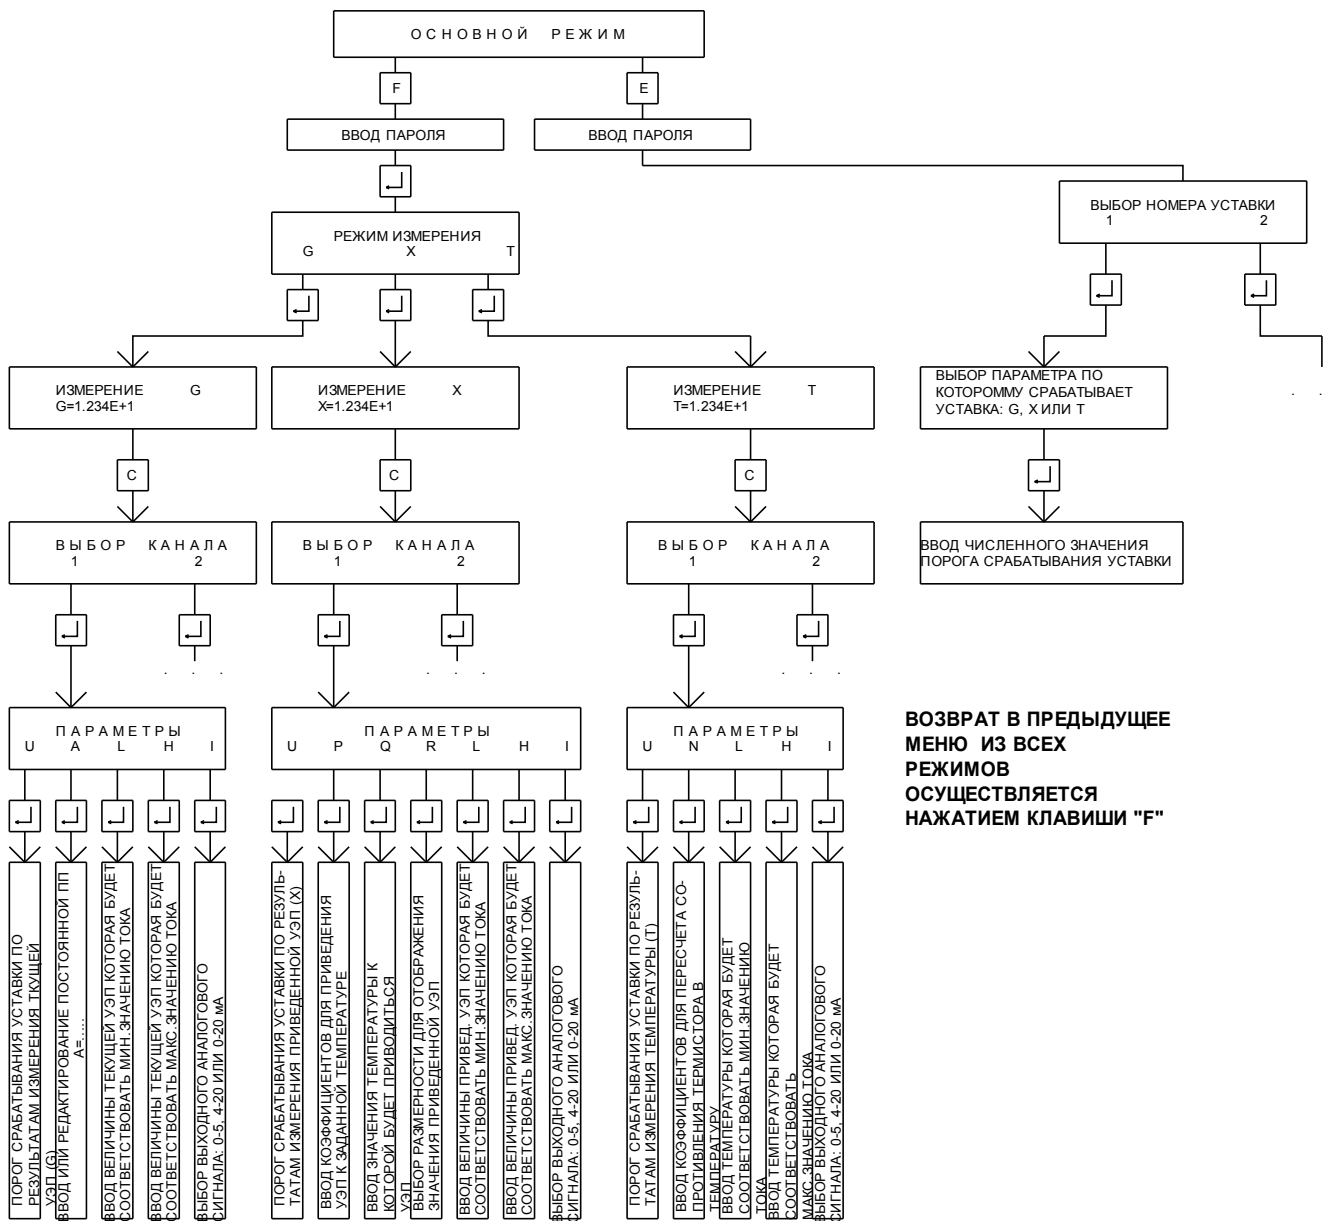 ОСНОВНОЙ РЕЖИМ
F
E
ВВОД ПАРОЛЯ
ВВОД ПАРОЛЯ
ВЫБОР НОМЕРА УСТАВКИ
1 2
РЕЖИМ ИЗМЕРЕНИЯ
G X T
ИЗМЕРЕНИЕ G
G=1.234E+1
ИЗМЕРЕНИЕ X
X=1.234E+1
ИЗМЕРЕНИЕ T
T=1.234E+1
ВЫБОР ПАРАМЕТРА ПО
КОТОРОММУ СРАБАТЫВАЕТ
УСТАВКА: G, X ИЛИ T
. .
C
C
C
ВЫБОР КАНАЛА
1 2
ВЫБОР КАНАЛА
1 2
ВЫБОР КАНАЛА
1 2
ВВОД ЧИСЛЕННОГО ЗНАЧЕНИЯ
ПОРОГА СРАБАТЫВАНИЯ УСТАВКИ
. . .
. . .
. . .
ПАРАМЕТРЫ
U A L H I
ПАРАМЕТРЫ
U P Q R L H I
ПАРАМЕТРЫ
U N L H I
ВОЗВРАТ В ПРЕДЫДУЩЕЕ
МЕНЮ ИЗ ВСЕХ
РЕЖИМОВ
ОСУЩЕСТВЛЯЕТСЯ
НАЖАТИЕМ КЛАВИШИ "F"
ПОРОГ СРАБАТЫВАНИЯ УСТАВКИ ПО
РЕЗУЛЬТАТАМ ИЗМЕРЕНИЯ ТКУЩЕЙ
УЭП (G)
ВВОД ИЛИ РЕДАКТИРОВАНИЕ ПОСТОЯННОЙ ПП
A=......
ВВОД ВЕЛИЧИНЫ ТЕКУЩЕЙ УЭП КОТОРАЯ БУДЕТ
СООТВЕТСТВОВАТЬ МИН.ЗНАЧЕНИЮ ТОКА
ВВОД ВЕЛИЧИНЫ ТЕКУЩЕЙ УЭП КОТОРАЯ БУДЕТ
СООТВЕТСТВОВАТЬ МАКС.ЗНАЧЕНИЮ ТОКА
ВЫБОР ВЫХОДНОГО АНАЛОГОВОГО
СИГНАЛА: 0-5, 4-20 ИЛИ 0-20 мА
ПОРОГ СРАБАТЫВАНИЯ УСТАВКИ ПО РЕЗУЛЬ-
ТАТАМ ИЗМЕРЕНИЯ ПРИВЕДЕННОЙ УЭП (X)
ВВОД КОЭФФИЦИЕНТОВ ДЛЯ ПРИВЕДЕНИЯ
УЭП К ЗАДАННОЙ ТЕМПЕРАТУРЕ
ВВОД ЗНАЧЕНИЯ ТЕМПЕРАТУРЫ К
КОТОРОЙ БУДЕТ ПРИВОДИТЬСЯ
УЭП
ВЫБОР РАЗМЕРНОСТИ ДЛЯ ОТОБРАЖЕНИЯ
ЗНАЧЕНИЯ ПРИВЕДЕННОЙ УЭП
ВВОД ВЕЛИЧИНЫ ПРИВЕД. УЭП КОТОРАЯ БУДЕТ
СООТВЕТСТВОВАТЬ МИН.ЗНАЧЕНИЮ ТОКА
ВВОД ВЕЛИЧИНЫ ПРИВЕД. УЭП КОТОРАЯ БУДЕТ
СООТВЕТСТВОВАТЬ МАКС.ЗНАЧЕНИЮ ТОКА
ВЫБОР ВЫХОДНОГО АНАЛОГОВОГО
СИГНАЛА: 0-5, 4-20 ИЛИ 0-20 мА
ПОРОГ СРАБАТЫВАНИЯ УСТАВКИ ПО РЕЗУЛЬ-
ТАТАМ ИЗМЕРЕНИЯ ТЕМПЕРАТУРЫ (T)
ВВОД КОЭФФИЦИЕНТОВ ДЛЯ ПЕРЕСЧЕТА СО-
ПРОТИВЛЕНИЯ ТЕРМИСТОРА В
ТЕМПЕРАТУРУ
ВВОД ТЕМПЕРАТУРЫ КОТОРАЯ БУДЕТ
СООТВЕТСТВОВАТЬ МИН.ЗНАЧЕНИЮ
ТОКА
ВВОД ТЕМПЕРАТУРЫ КОТОРАЯ БУДЕТ
СООТВЕТСТВОВАТЬ
МАКС.ЗНАЧЕНИЮ ТОКА
ВЫБОР ВЫХОДНОГО АНАЛОГОВОГО
СИГНАЛА: 0-5, 4-20 ИЛИ 0-20 мА